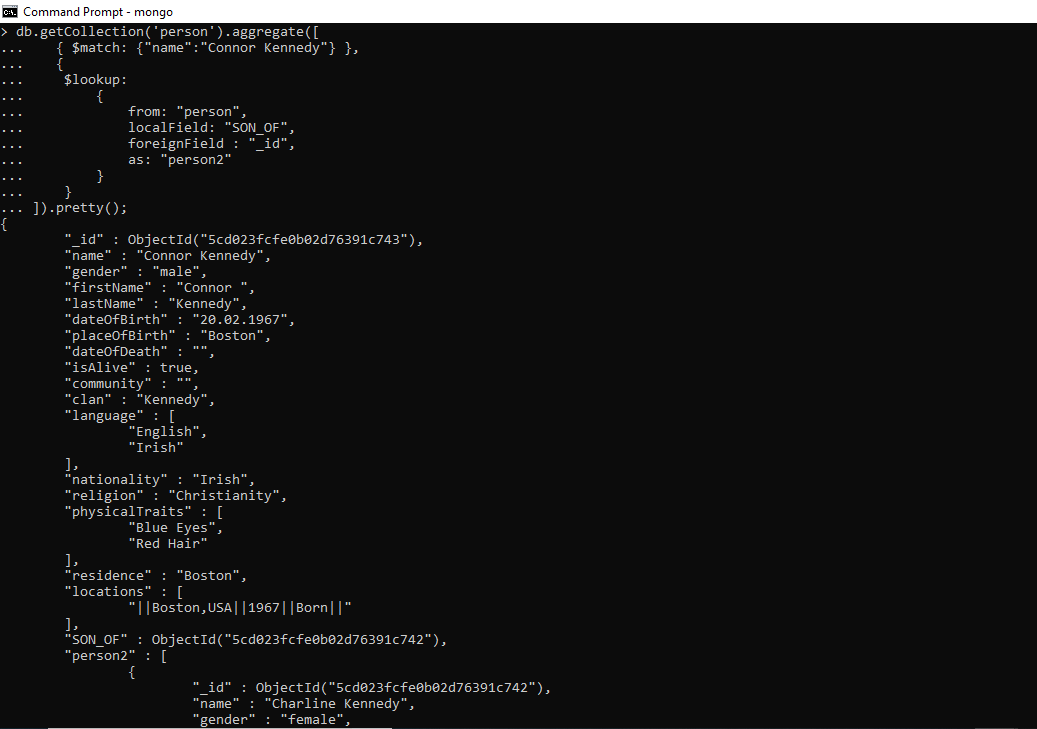 Command Prompt - mongo
> db.getCollection('person').aggregate([
... { $match: {"name":"Connor Kennedy"} },
... {
... $lookup:
... {
... from: "person",
... localField: "SON_OF",
... foreignField : "_id",
... as: "person2"
... }
... }
... ]).pretty();
{
"_id" : ObjectId("5cd023fcfe0b02d76391c743"),
"name" : "Connor Kennedy",
"gender" : "male",
"firstName" : "Connor ",
"lastName" : "Kennedy",
"dateOfBirth" : "20.02.1967",
"placeOfBirth" : "Boston",
"dateOfDeath" : "",
"isAlive" : true,
"community" : "",
"clan" : "Kennedy",
"language" : [
"English",
"Irish"
],
"nationality" : "Irish",
"religion" : "Christianity",
"physicalTraits" : [
"Blue Eyes",
"Red Hair"
],
"residence" : "Boston",
"locations" : [
"||Boston,USA||1967||Born||"
],
"SON_OF" : ObjectId("5cd023fcfe0b02d76391c742"),
"person2" : [
{
"_id" : ObjectId("5cd023fcfe0b02d76391c742"),
"name" : "Charline Kennedy",
"gender" : "female",